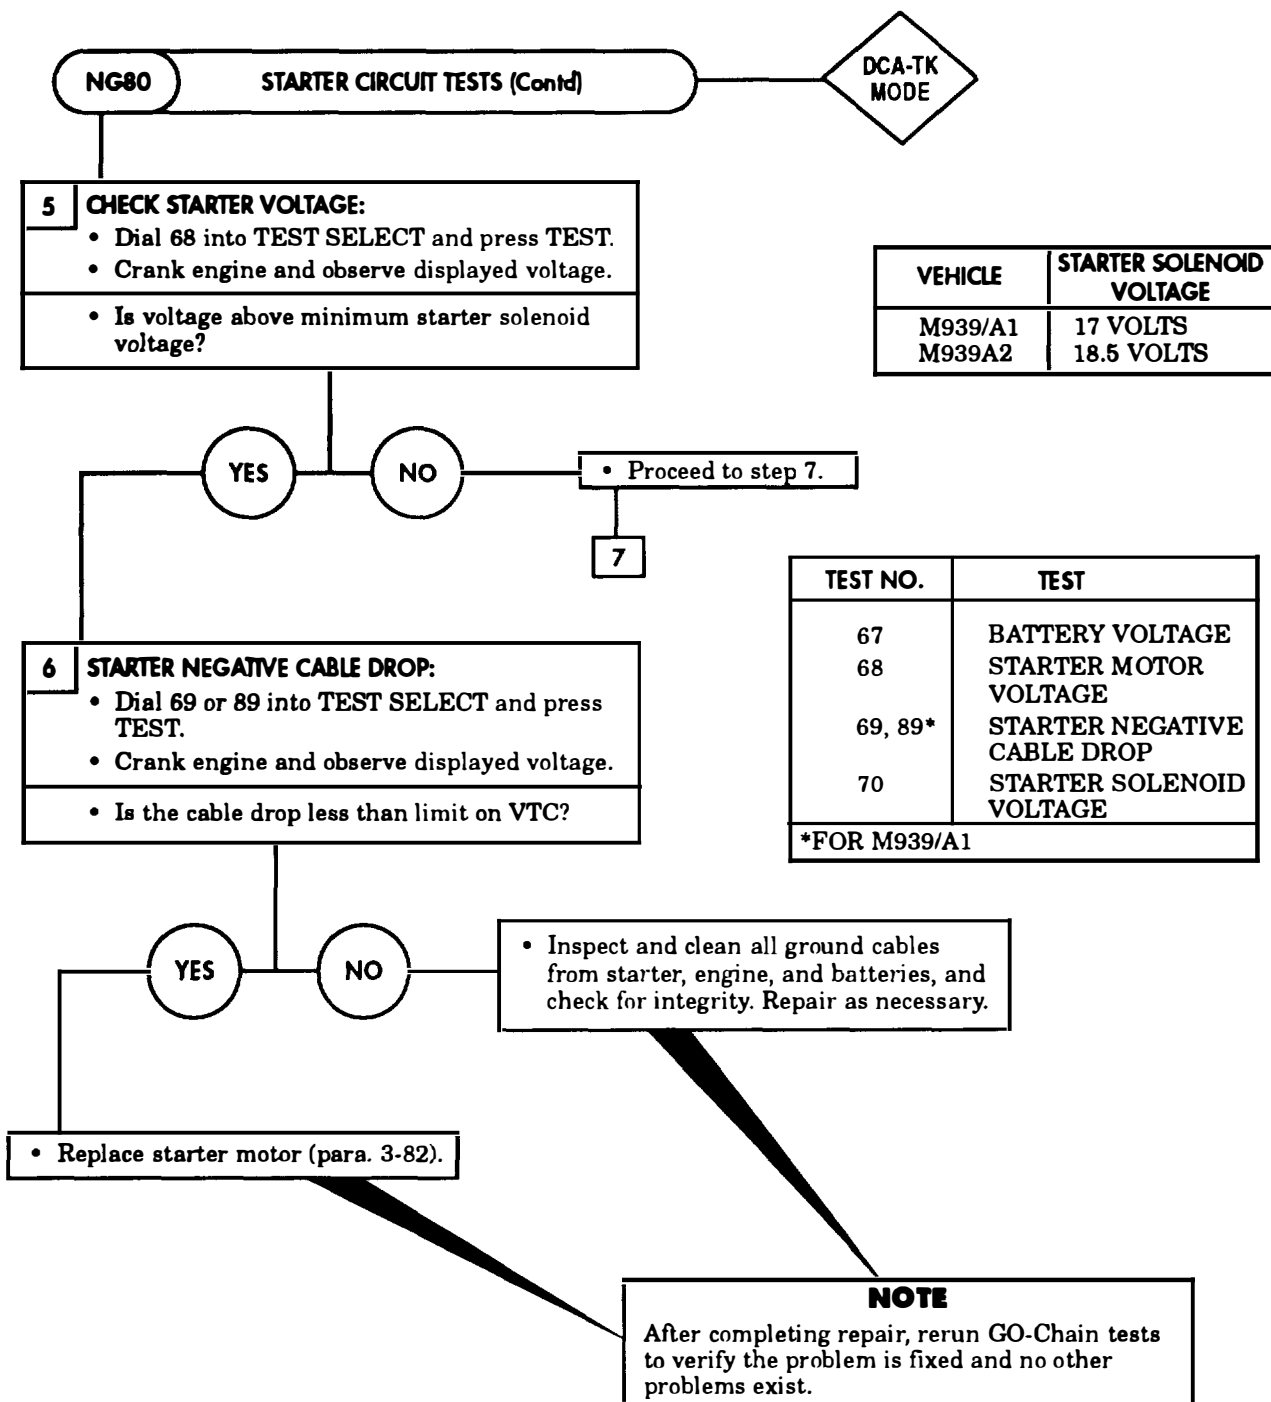 NG80 STARTER CIRCUIT TESTS (Contd)
DCA-TK
MODE
5 CHECK STARTER VOLTAGE:
• Dial 68 into TEST SELECT and press TEST.
• Crank engine and observe displayed voltage.
• Is voltage above minimum starter solenoid
voltage?
VEHICLE STARTER SOLENOID
VOLTAGE
M939/A1 17 VOLTS
M939A2 18.5 VOLTS
YES NO • Proceed to step 7.
7
TEST NO. TEST
67 BATTERY VOLTAGE
68 STARTER MOTOR
VOLTAGE
69, 89* STARTER NEGATIVE
CABLE DROP
70 STARTER SOLENOID
VOLTAGE
*FOR M939/A1
6 STARTER NEGATIVE CABLE DROP:
• Dial 69 or 89 into TEST SELECT and press
TEST.
• Crank engine and observe displayed voltage.
• Is the cable drop less than limit on VTC?
YES NO
• Inspect and clean all ground cables
from starter, engine, and batteries, and
check for integrity. Repair as necessary.
• Replace starter motor (para. 3-82).
NOTE
After completing repair, rerun GO-Chain tests
to verify the problem is fixed and no other
problems exist.